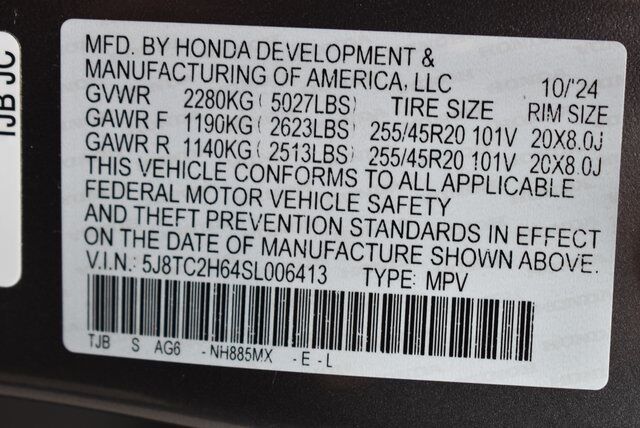 TJB JC
MFD. BY HONDA DEVELOPMENT &
MANUFACTURING OF AMERICA, LLC 10/'24
GVWR 2280KG( 5027LBS) TIRE SIZE RIM SIZE
GAWR F 1190KG( 2623LBS) 255/45R20 101V 20X8.0J
GAWR R 1140KG( 2513LBS) 255/45R20 101V 20X8.0J
THIS VEHICLE CONFORMS TO ALL APPLICABLE
FEDERAL MOTOR VEHICLE SAFETY
AND THEFT PREVENTION STANDARDS IN EFFECT
ON THE DATE OF MANUFACTURE SHOWN ABOVE.
V.I.N.: 5J8TC2H64SL006413 TYPE: MPV
TJB S AG6 -NH885MX -E-L